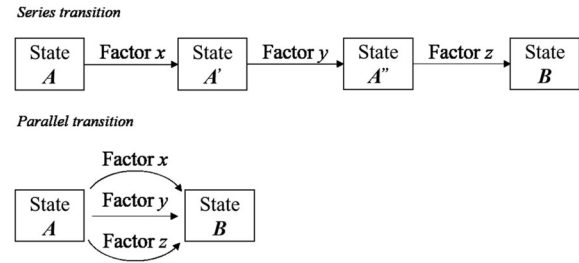 Series transition
State Factor x State Factor y State Factor z State
A A' A" B
Parallel transition
Factor x
State Factor y State
A B
Factor z